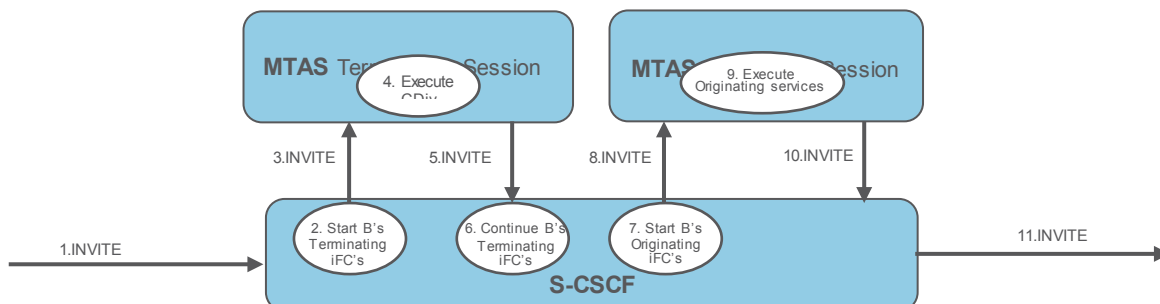 MTAS Session
4. Execute
MTAS Session
9. Execute
Originating services
3.INVITE
5.INVITE
8.INVITE
10.INVITE
2. Start B's
Terminating
iFC's
6. Continue B's
Terminating
iFC's
7. Start B's
Originating
iFC's
1.INVITE
11.INVITE
S-CSCF